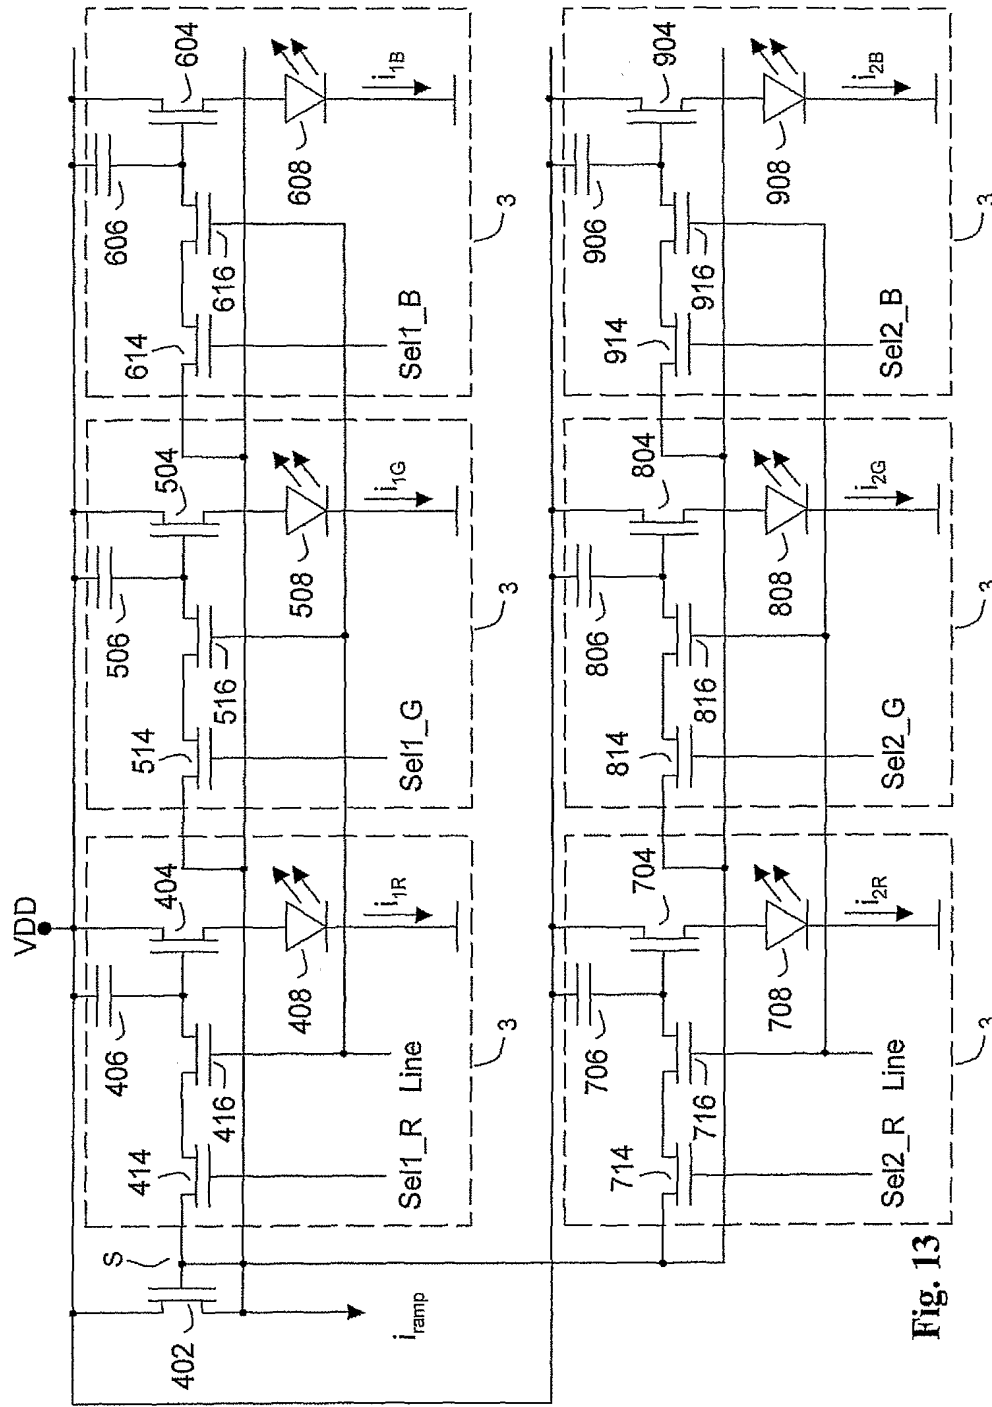 VDD
S
402
i_ramp
406
404
414
416
408
i_1R
Sel1_R
Line
3
506
504
514
516
508
i_1G
Sel1_G
3
606
604
614
616
608
i_1B
Sel1_B
3
706
704
714
716
708
i_2R
Sel2_R
Line
3
806
804
814
816
808
i_2G
Sel2_G
3
906
904
914
916
908
i_2B
Sel2_B
3
Fig. 13